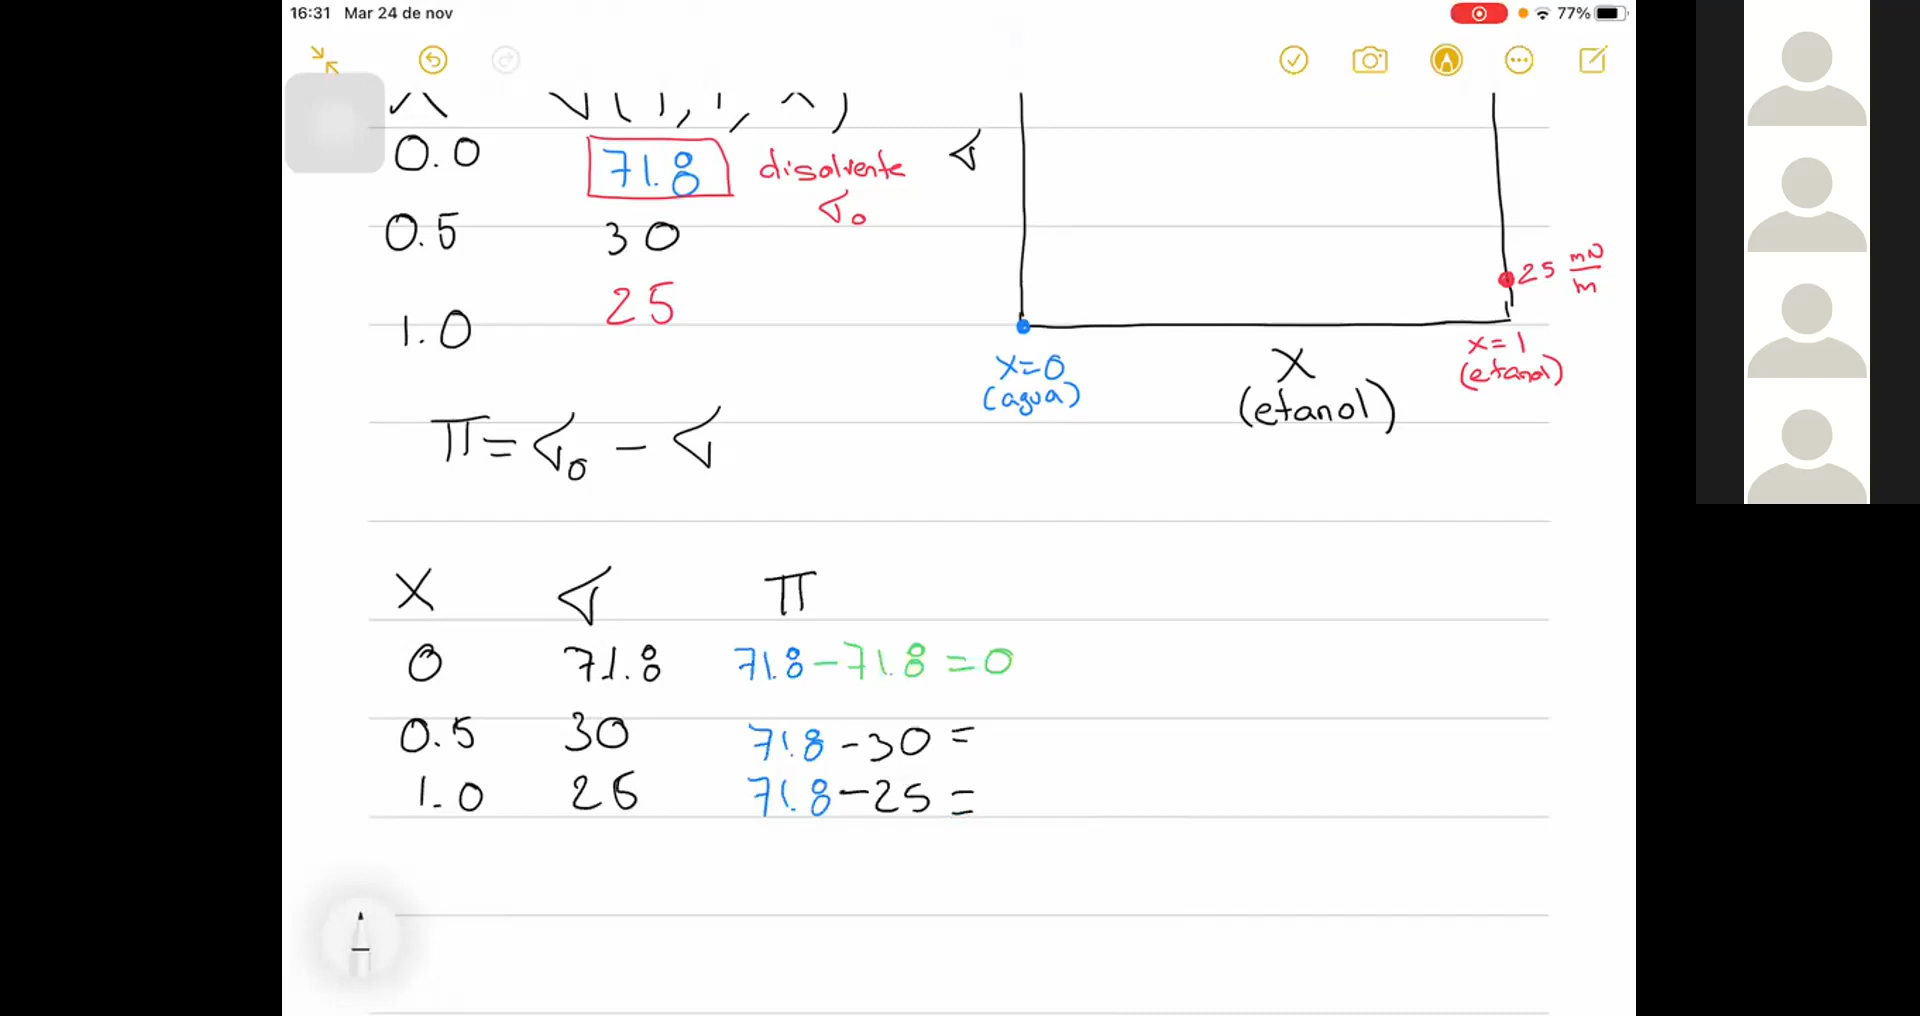 16:31 Mar 24 de nov 77%
x σ(T, P, x)
0.0 71.8 disolvente σ
σ₀
0.5 30
25 mN/m
25
1.0
x=0 x x=1
(agua) (etanol) (etanol)
π = σ₀ - σ
x σ π
0 71.8 71.8 - 71.8 = 0
0.5 30 71.8 - 30 =
1.0 25 71.8 - 25 =